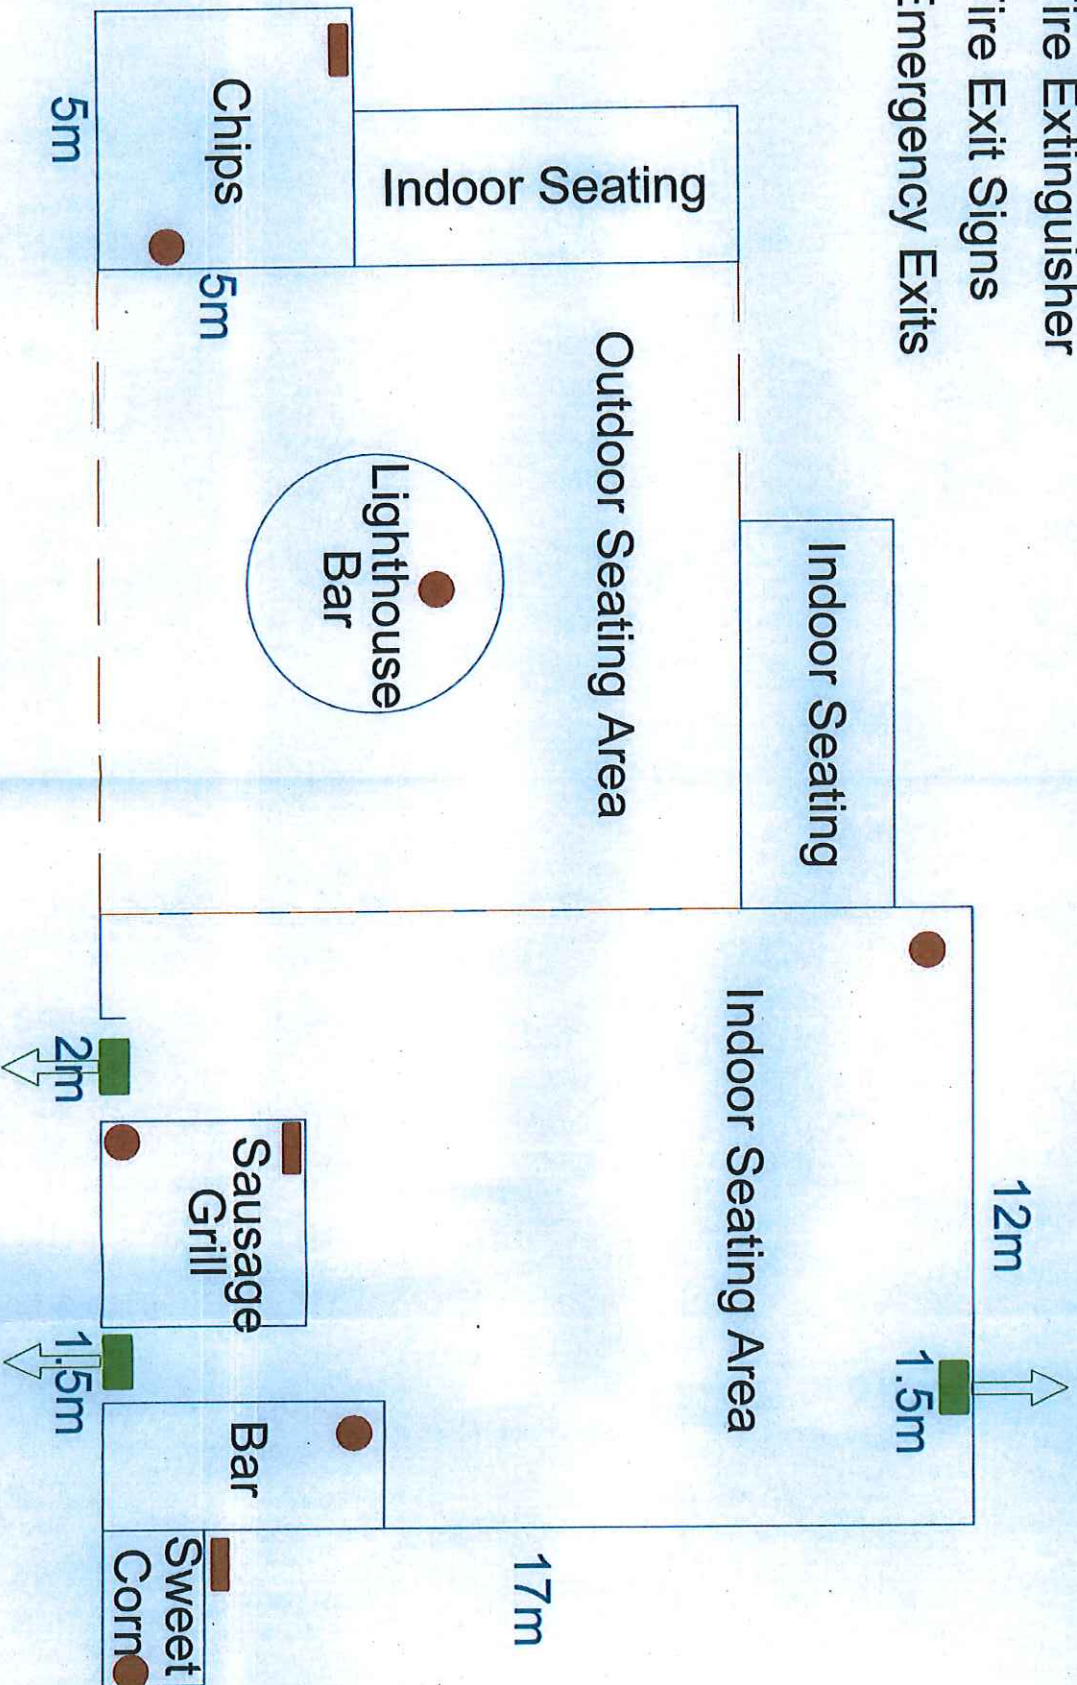 ire Extinguisher
ire Exit Signs
Emergency Exits
12m
1.5m
Indoor Seating
Indoor Seating Area
Indoor Seating
Outdoor Seating Area
17m
Chips
5m
Lighthouse
Bar
Sausage
Grill
Bar
Sweet
Corn
5m
2m
1.5m